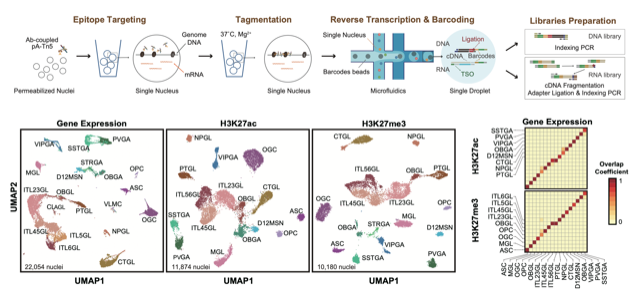 Epitope Targeting
Tagmentation
Reverse Transcription & Barcoding
Libraries Preparation
Ab-coupled
pA-Tn5
Permeabilized Nuclei
Genome
DNA
mRNA
Single Nucleus
37°C, Mg²⁺
Single Nucleus
Single Nucleus
Barcodes beads
Microfluidics
DNA
RNA
Ligation
cDNA
Barcodes
TSO
Single Droplet
DNA library
Indexing PCR
RNA library
cDNA Fragmentation
Adapter Ligation & Indexing PCR
UMAP2
Gene Expression
VIPGA
PVGA
SSTGA
MGL
STRGA
D12MSN
OBGA
OPC
ITL23GL
OBGL
ASC
CLAGL
PTGL
VLMC
OGC
ITL45GL
ITL5GL
NPGL
ITL6GL
CTGL
22,054 nuclei
UMAP1
H3K27ac
NPGL
VIPGA
OGC
PTGL
ITL56GL
ITL23GL
CTGL
OBGL
ASC
SSTGA
ITL45GL
D12MSN
OBGA
OPC
PVGA
MGL
11,874 nuclei
UMAP1
H3K27me3
CTGL
NPGL
PTGL
ITL56GL
ITL23GL
OGC
OBGL
ITL45GL
MGL
OPC
OBGA
STRGA
D12MSN
VIPGA
ASC
PVGA
SSTGA
10,180 nuclei
UMAP1
Gene Expression
H3K27ac
SSTGA
PVGA
VIPGA
OBGA
D12MSN
CTGL
NPGL
PTGL
H3K27me3
ITL6GL
ITL5GL
ITL45GL
ITL23GL
OBGL
OPC
OGC
MGL
ASC
Overlap
Coefficient
1
0
ASC
MGL
OGC
OPC
OBGL
ITL23GL
ITL45GL
ITL56GL
PTGL
NPGL
CTGL
D12MSN
OBGA
VIPGA
PVGA
SSTGA